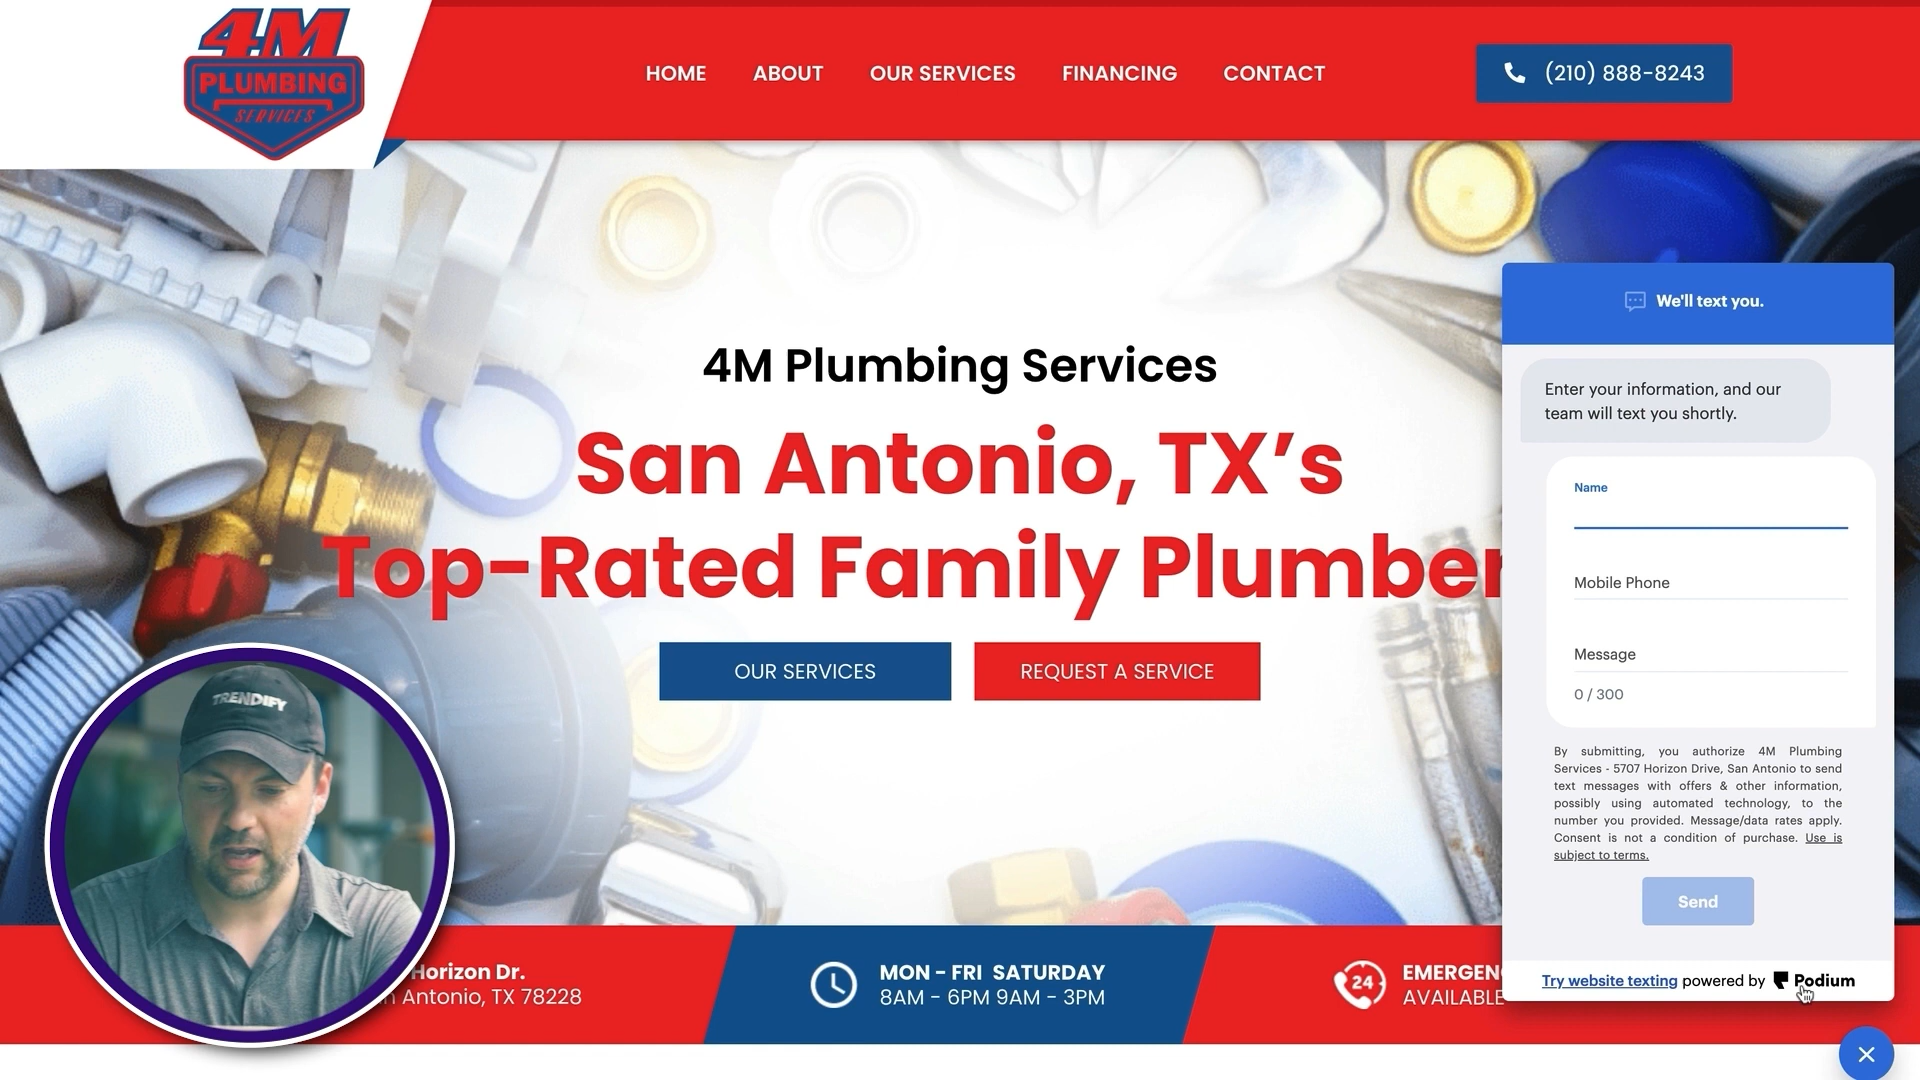 4M
PLUMBING
SERVICES
HOME ABOUT OUR SERVICES FINANCING CONTACT
(210) 888-8243
4M Plumbing Services
San Antonio, TX’s
Top-Rated Family Plumber
OUR SERVICES REQUEST A SERVICE
We'll text you.
Enter your information, and our
team will text you shortly.
Name
Mobile Phone
Message
0 / 300
By submitting, you authorize 4M Plumbing
Services - 5707 Horizon Drive, San Antonio to send
text messages with offers & other information,
possibly using automated technology, to the
number you provided. Message/data rates apply.
Consent is not a condition of purchase. Use is
subject to terms.
Send
Try website texting powered by Podium
TRENDIFY
Horizon Dr.
Antonio, TX 78228
MON - FRI SATURDAY
8AM - 6PM 9AM - 3PM
24
AVAILABLE